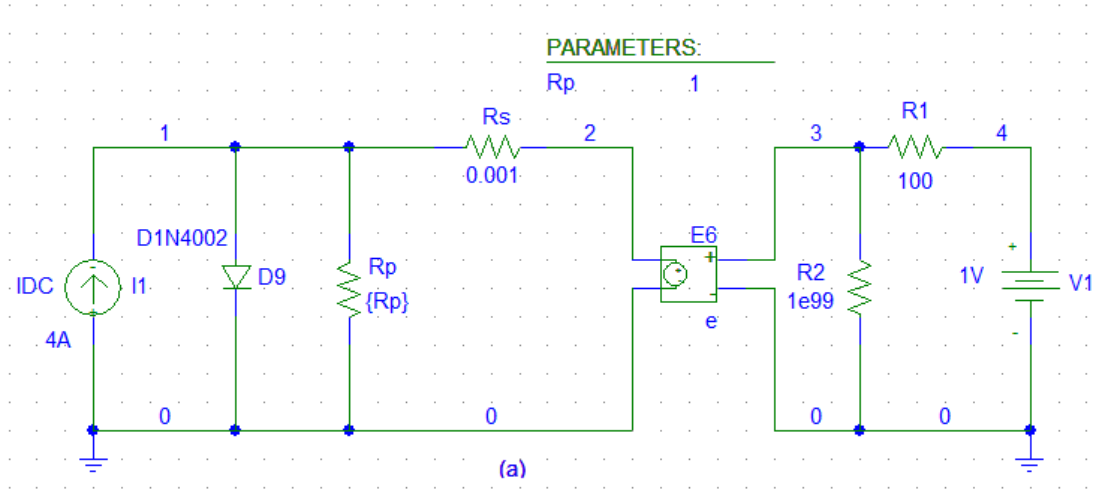 PARAMETERS:
Rp 1
1
Rs
2
3
R1
4
0.001
100
D1N4002
E6
IDC
I1
D9
Rp
{Rp}
+
-
R2
1e99
+
1V
V1
-
4A
e
0
0
0
0
(a)